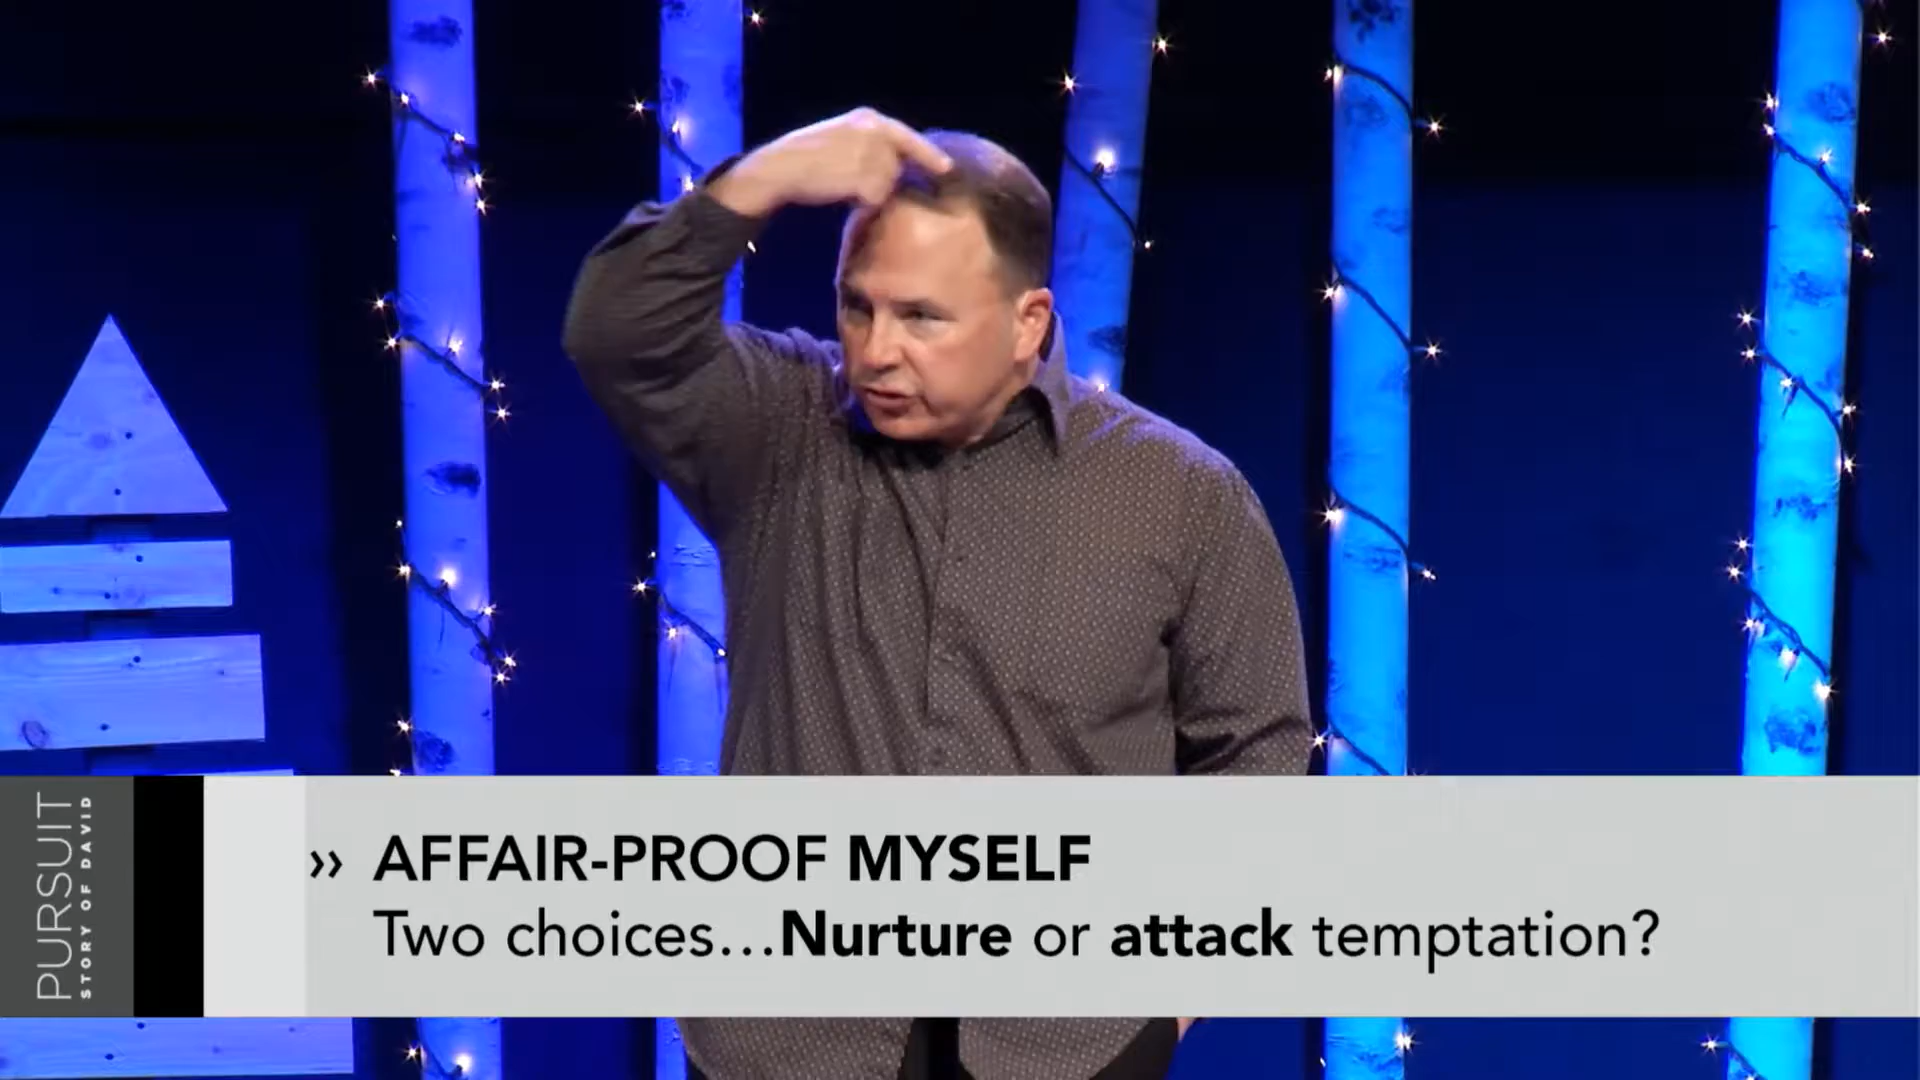 PURSUIT
STORY OF DAVID
›› AFFAIR-PROOF MYSELF
Two choices...Nurture or attack temptation?